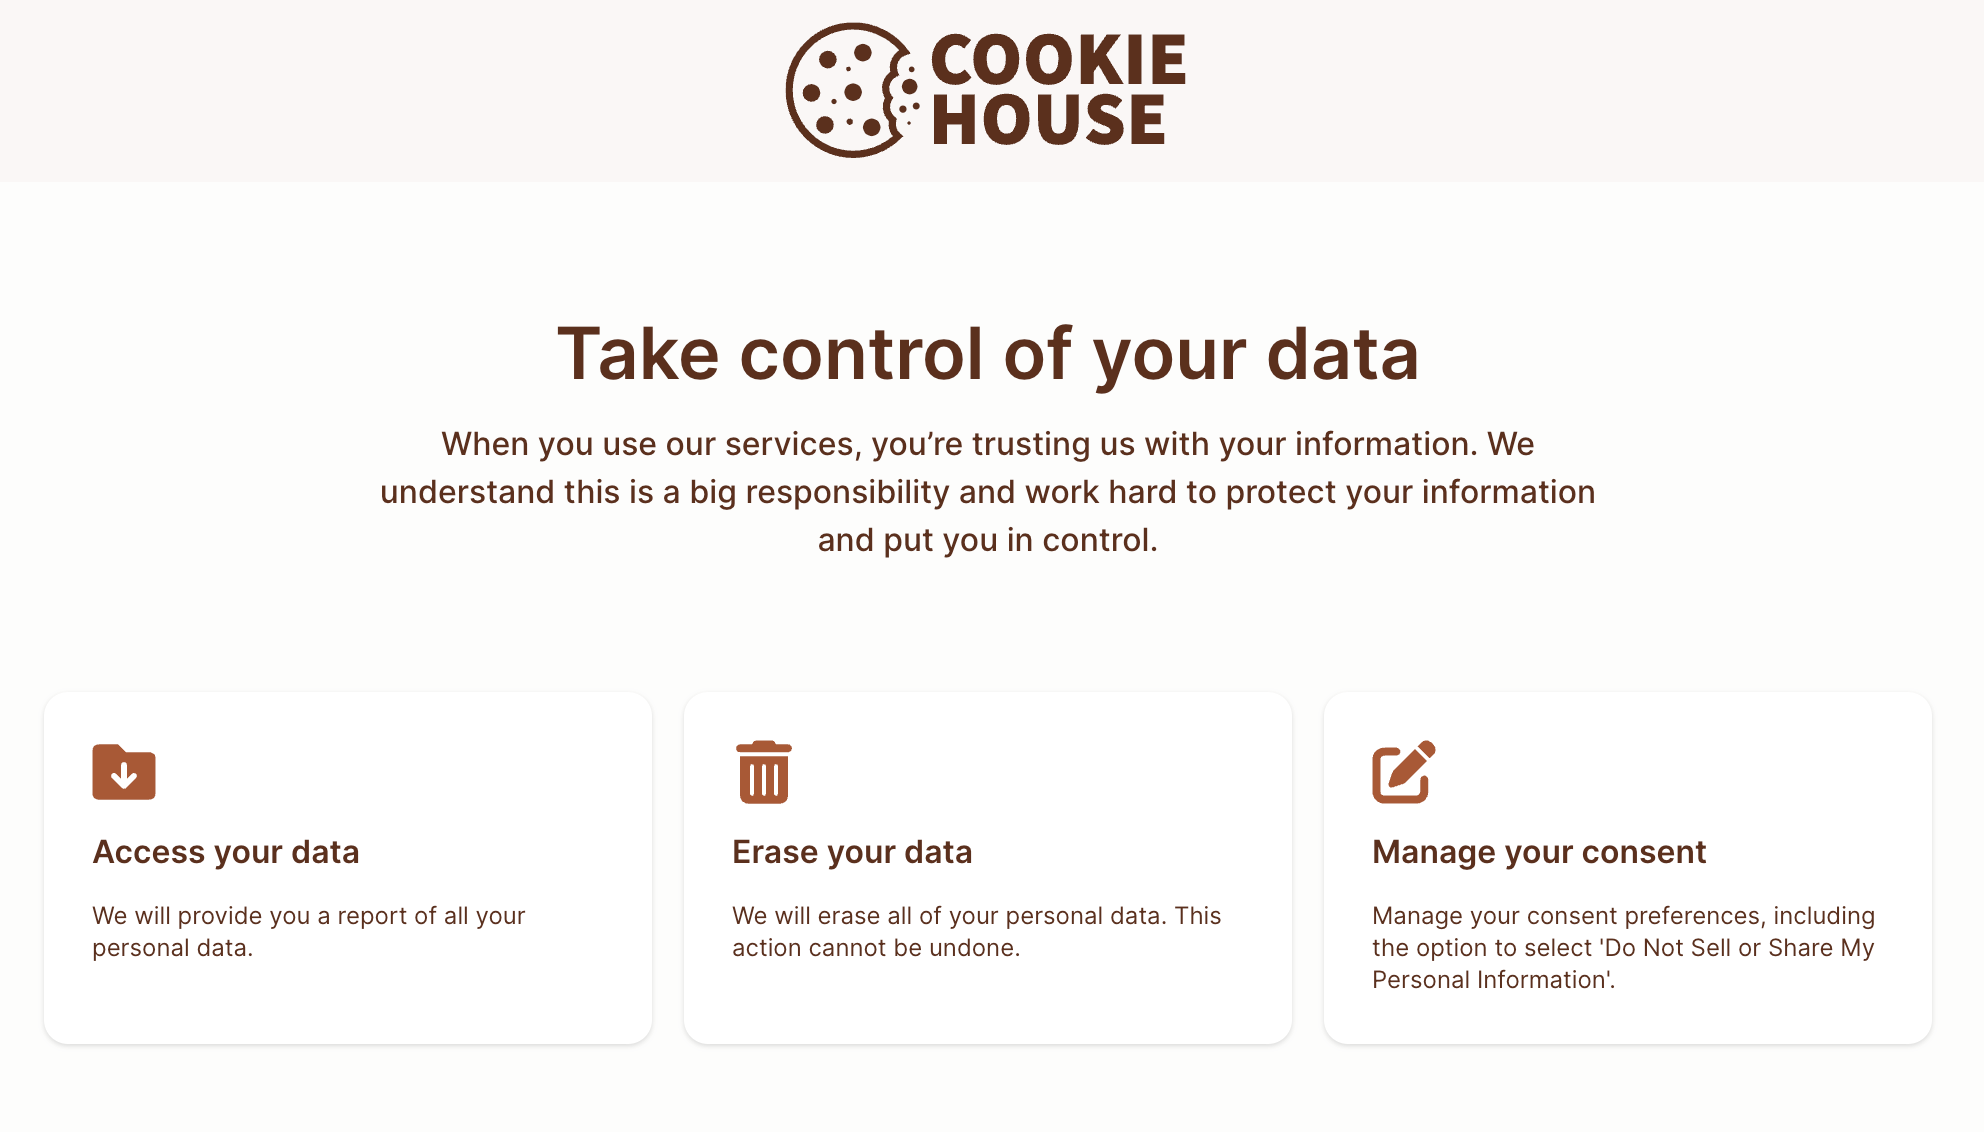 COOKIE
HOUSE
Take control of your data
When you use our services, you’re trusting us with your information. We
understand this is a big responsibility and work hard to protect your information
and put you in control.
Access your data
We will provide you a report of all your
personal data.
Erase your data
We will erase all of your personal data. This
action cannot be undone.
Manage your consent
Manage your consent preferences, including
the option to select 'Do Not Sell or Share My
Personal Information'.